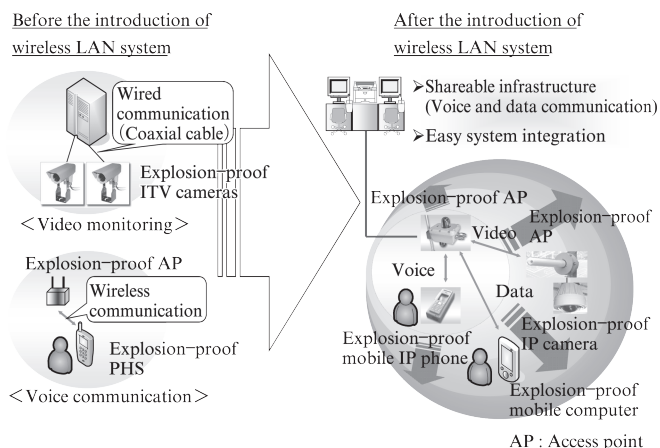 Before the introduction of
wireless LAN system
Wired
communication
(Coaxial cable)
Explosion-proof
ITV cameras
<Video monitoring>
Explosion-proof AP
Wireless
communication
Explosion-proof
PHS
<Voice communication>
After the introduction of
wireless LAN system
➢Shareable infrastructure
(Voice and data communication)
➢Easy system integration
Explosion-proof AP
Explosion-proof
AP
Video
Voice
Data
Explosion-proof
mobile IP phone
Explosion-proof
IP camera
Explosion-proof
mobile computer
AP : Access point